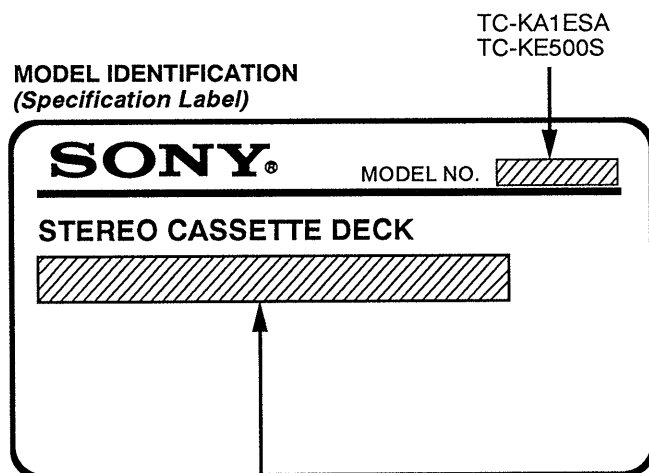 TC-KA1ESA
TC-KE500S
MODEL IDENTIFICATION
(Specification Label)
SONY®
MODEL NO.
STEREO CASSETTE DECK